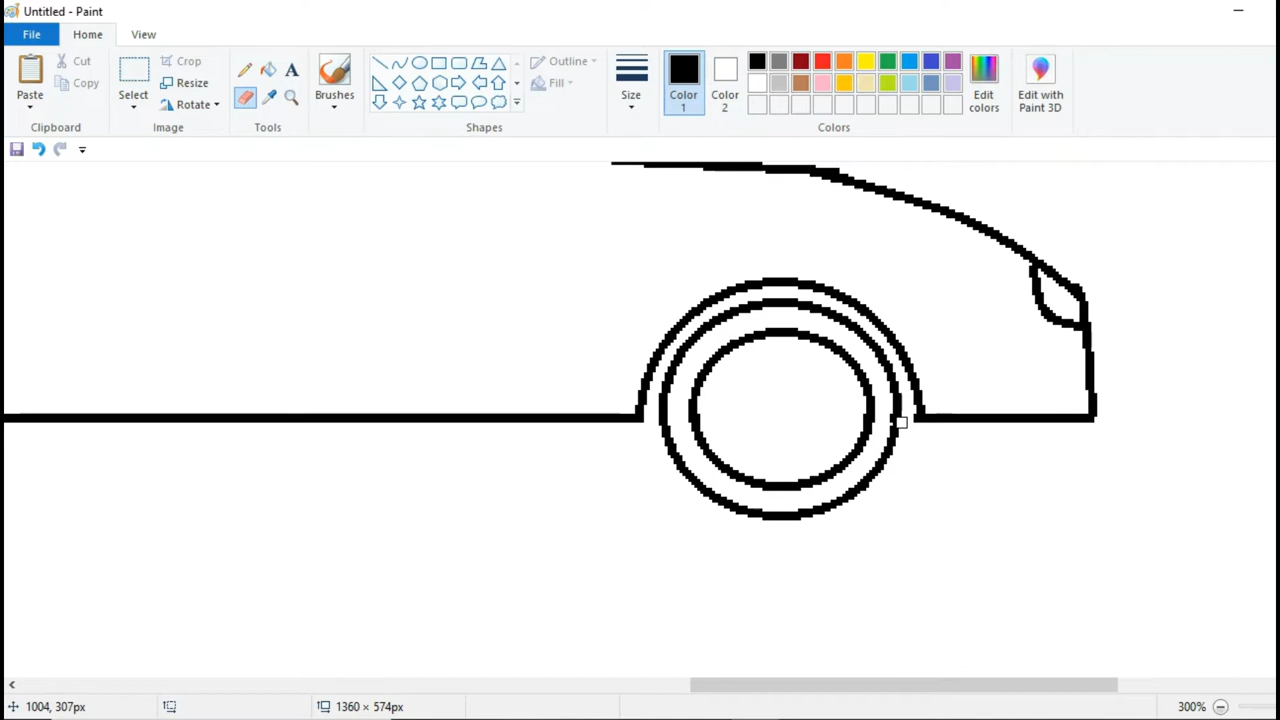 Untitled - Paint
File Home View
Paste
Cut
Copy
Clipboard
Select
Crop
Resize
Rotate
Image
A
Tools
Brushes
Outline
Fill
Shapes
Size
Color 1
Color 2
Edit colors
Colors
Edit with Paint 3D
1004, 307px
1360 × 574px
300%